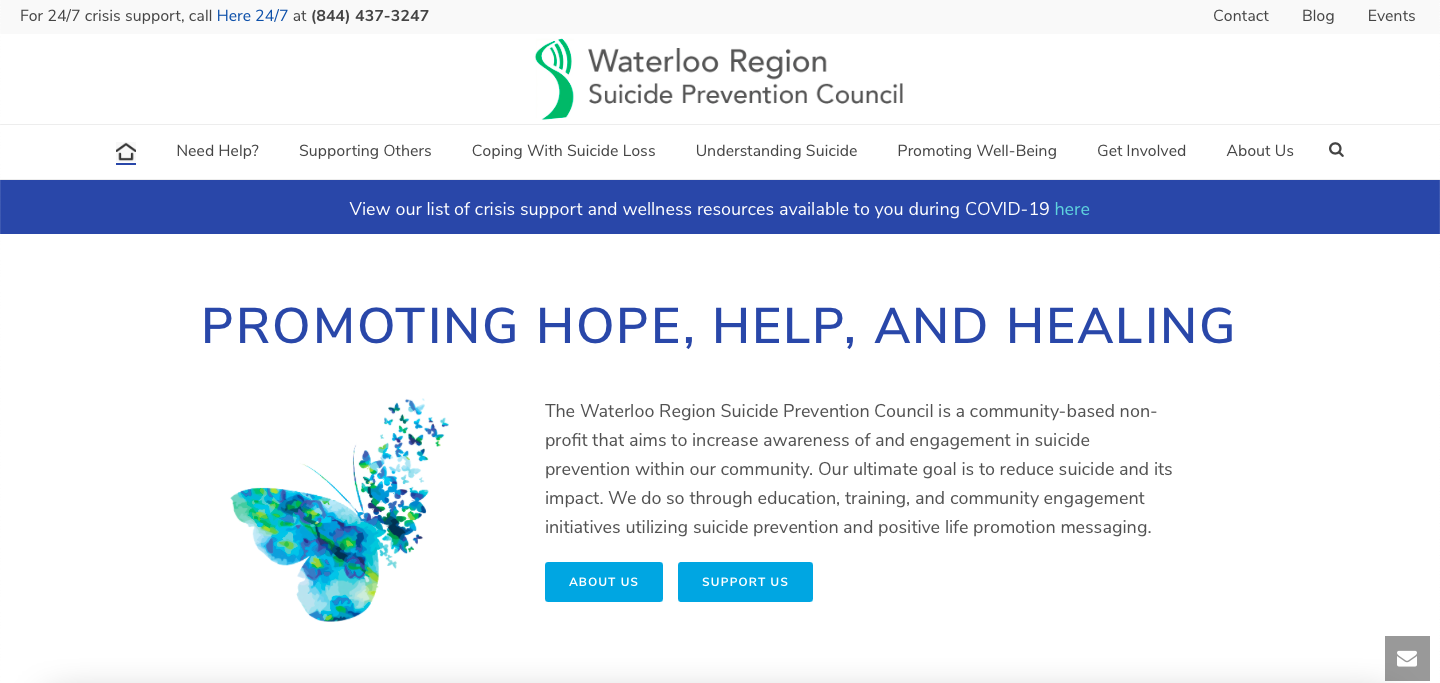 For 24/7 crisis support, call Here 24/7 at (844) 437-3247
Contact Blog Events
Waterloo Region
Suicide Prevention Council
Need Help? Supporting Others Coping With Suicide Loss Understanding Suicide Promoting Well-Being Get Involved About Us
View our list of crisis support and wellness resources available to you during COVID-19 here
PROMOTING HOPE, HELP, AND HEALING
The Waterloo Region Suicide Prevention Council is a community-based non-
profit that aims to increase awareness of and engagement in suicide
prevention within our community. Our ultimate goal is to reduce suicide and its
impact. We do so through education, training, and community engagement
initiatives utilizing suicide prevention and positive life promotion messaging.
ABOUT US SUPPORT US